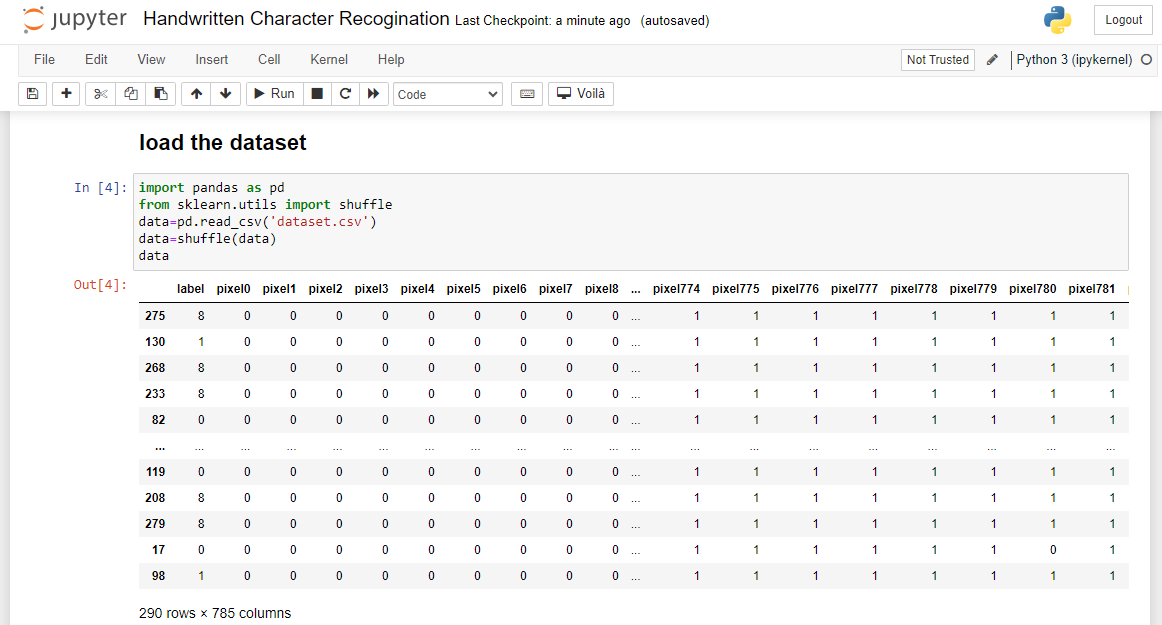 jupyter Handwritten Character Recogination Last Checkpoint: a minute ago (autosaved) Logout
File Edit View Insert Cell Kernel Help Not Trusted Python 3 (ipykernel)
Run Code Voilà
load the dataset
In [4]: import pandas as pd
from sklearn.utils import shuffle
data=pd.read_csv('dataset.csv')
data=shuffle(data)
data
Out[4]:
label pixel0 pixel1 pixel2 pixel3 pixel4 pixel5 pixel6 pixel7 pixel8 ... pixel774 pixel775 pixel776 pixel777 pixel778 pixel779 pixel780 pixel781
275 8 0 0 0 0 0 0 0 0 0 ... 1 1 1 1 1 1 1 1
130 1 0 0 0 0 0 0 0 0 0 ... 1 1 1 1 1 1 1 1
268 8 0 0 0 0 0 0 0 0 0 ... 1 1 1 1 1 1 1 1
233 8 0 0 0 0 0 0 0 0 0 ... 1 1 1 1 1 1 1 1
82 0 0 0 0 0 0 0 0 0 0 ... 1 1 1 1 1 1 1 1
... ... ... ... ... ... ... ... ... ... ... ... ... ... ... ... ... ... ... ...
119 0 0 0 0 0 0 0 0 0 0 ... 1 1 1 1 1 1 1 1
208 8 0 0 0 0 0 0 0 0 0 ... 1 1 1 1 1 1 1 1
279 8 0 0 0 0 0 0 0 0 0 ... 1 1 1 1 1 1 1 1
17 0 0 0 0 0 0 0 0 0 0 ... 1 1 1 1 1 1 0 1
98 1 0 0 0 0 0 0 0 0 0 ... 1 1 1 1 1 1 1 1
290 rows × 785 columns